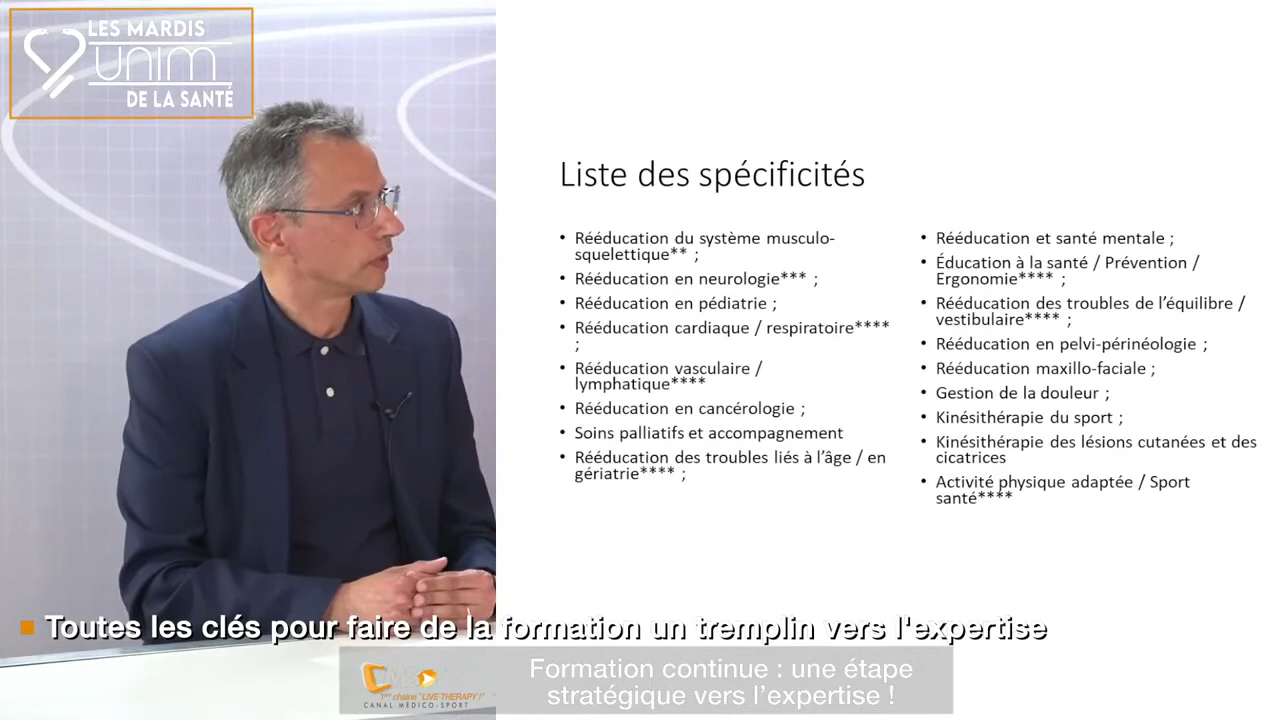 LES MARDIS
unim
DE LA SANTÉ
Liste des spécificités
• Rééducation du système musculo-
squelettique** ;
• Rééducation en neurologie*** ;
• Rééducation en pédiatrie ;
• Rééducation cardiaque / respiratoire****
;
• Rééducation vasculaire /
lymphatique****
• Rééducation en cancérologie ;
• Soins palliatifs et accompagnement
• Rééducation des troubles liés à l’âge / en
gériatrie**** ;
• Rééducation et santé mentale ;
• Éducation à la santé / Prévention /
Ergonomie**** ;
• Rééducation des troubles de l’équilibre /
vestibulaire**** ;
• Rééducation en pelvi-périnéologie ;
• Rééducation maxillo-faciale ;
• Gestion de la douleur ;
• Kinésithérapie du sport ;
• Kinésithérapie des lésions cutanées et des
cicatrices
• Activité physique adaptée / Sport
santé****
Toutes les clés pour faire de la formation un tremplin vers l'expertise
1ère chaine "LIVE THERAPY !"
CANAL MÉDICO-SPORT
Formation continue : une étape
stratégique vers l’expertise !